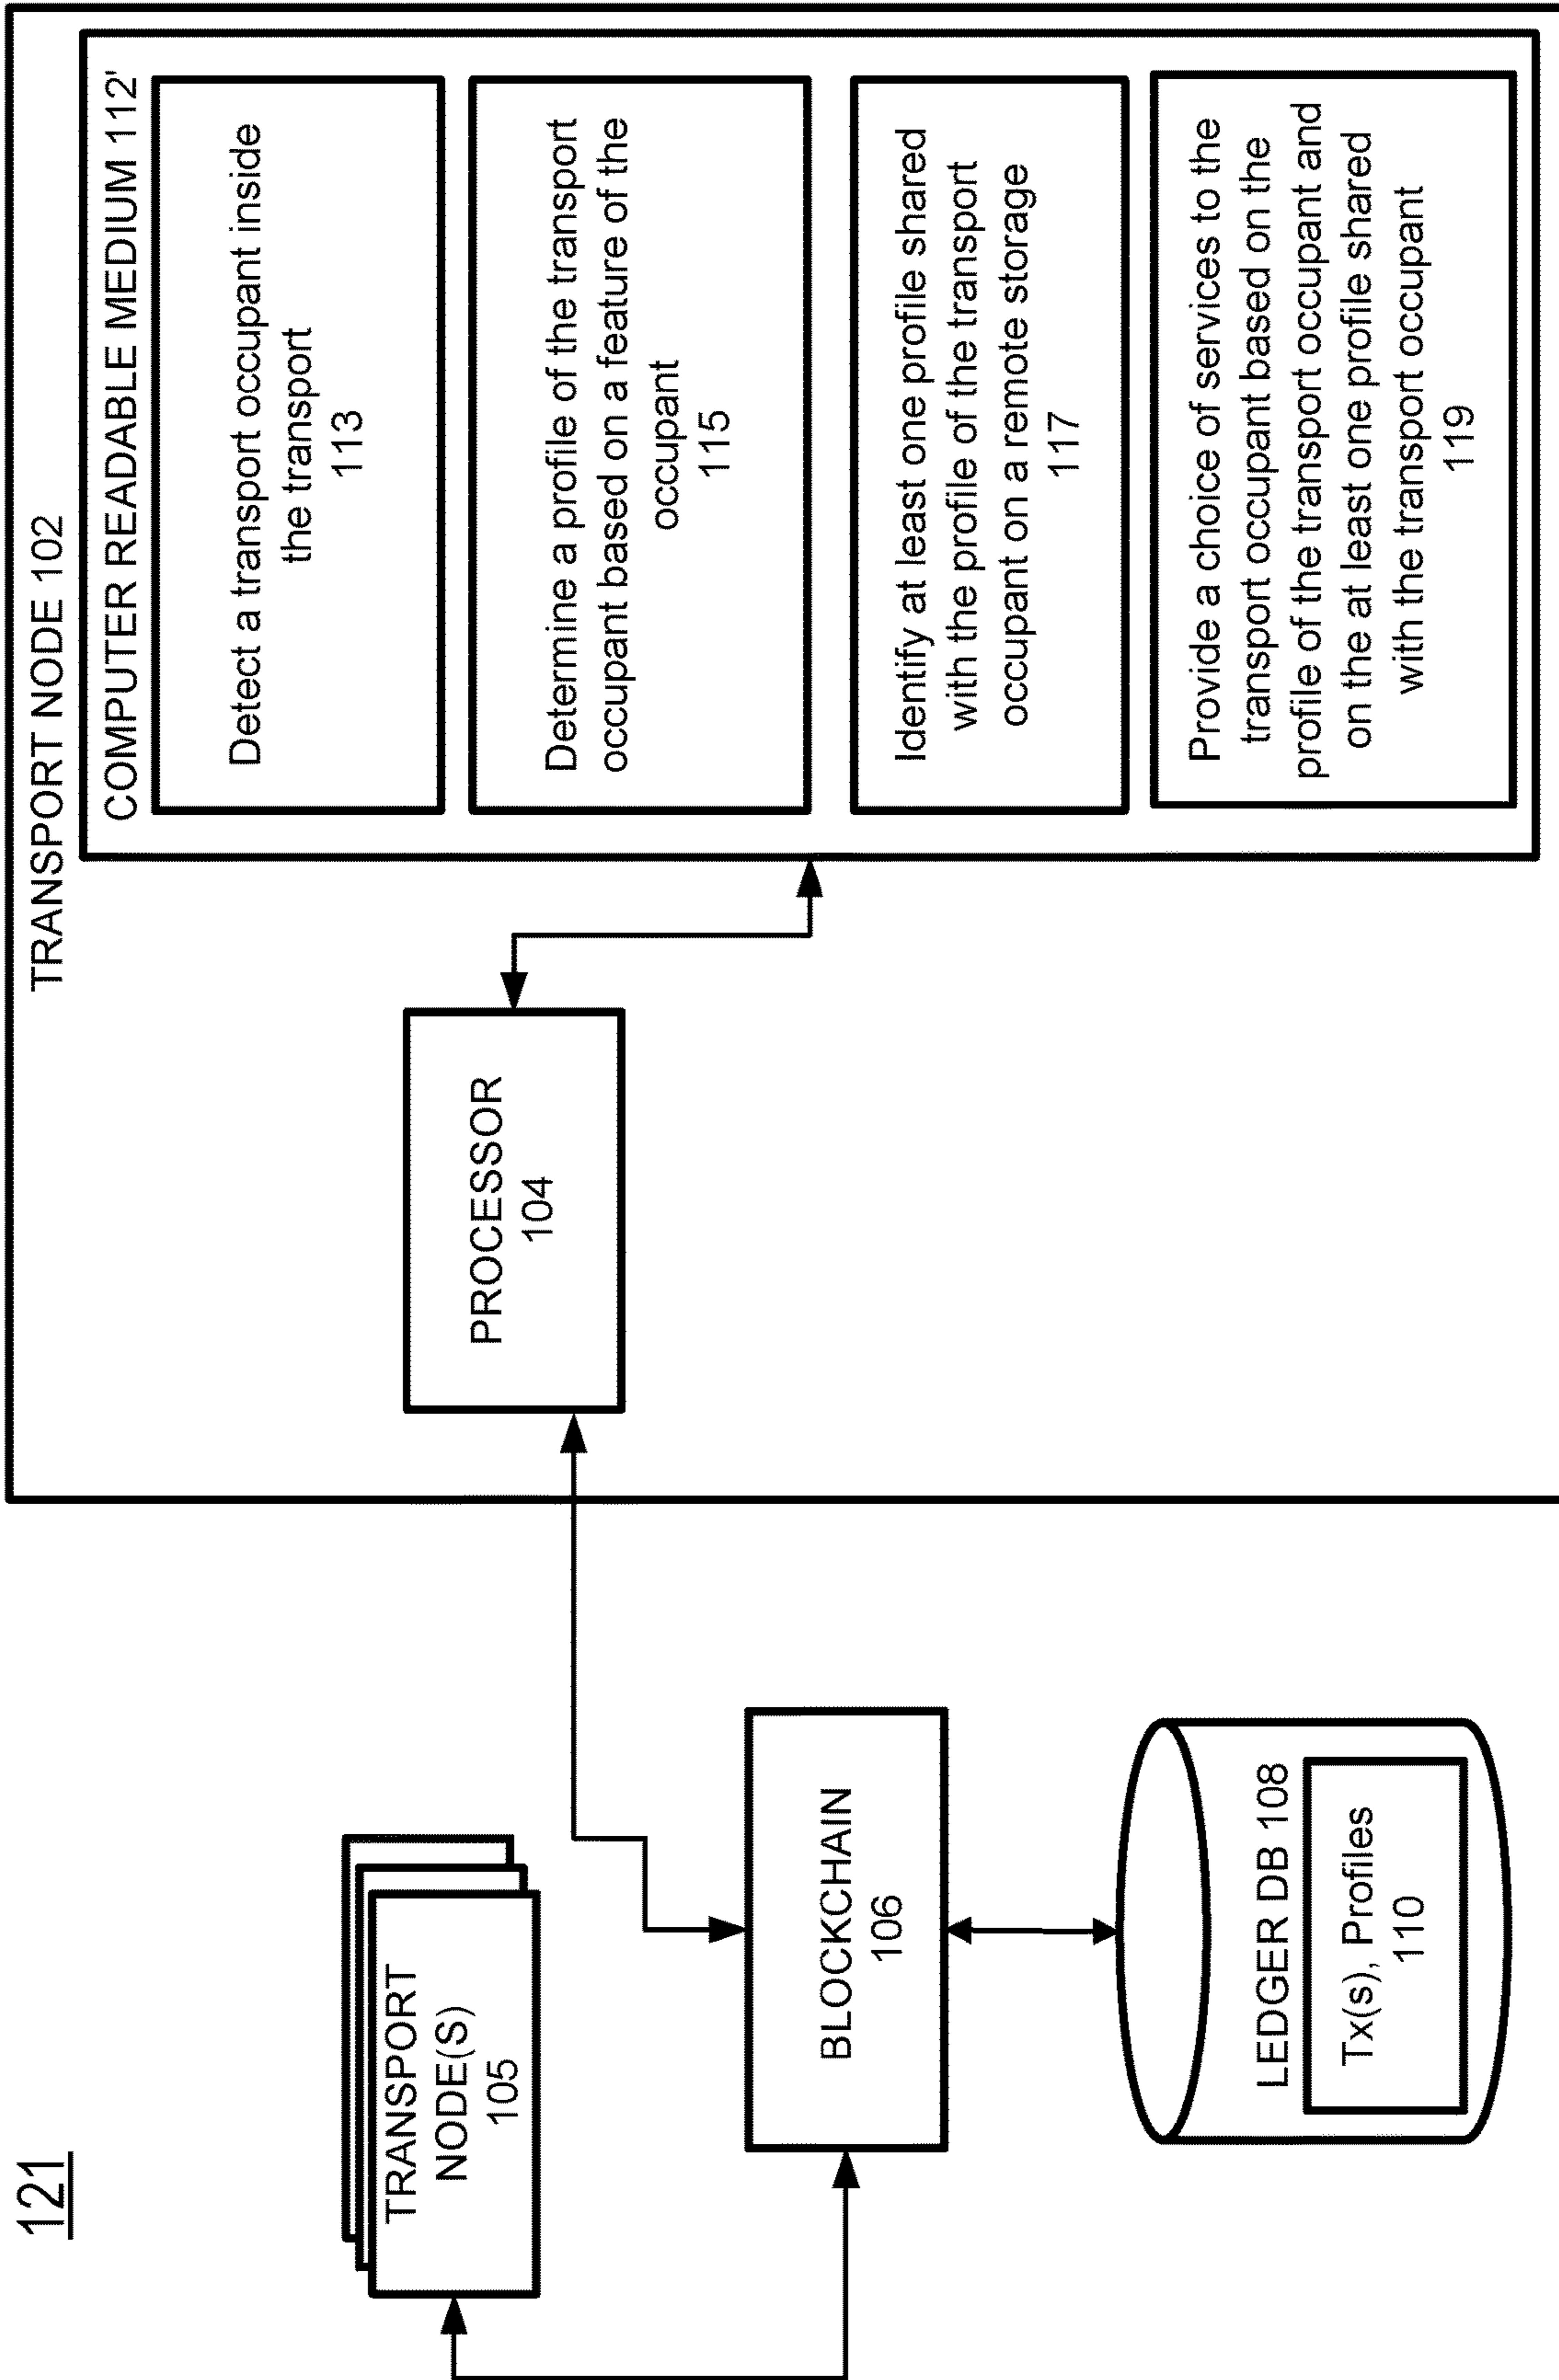 121
TRANSPORT
NODE(S)
105
BLOCKCHAIN
106
LEDGER DB 108
Tx(s), Profiles
110
TRANSPORT NODE 102
PROCESSOR
104
COMPUTER READABLE MEDIUM 112'
Detect a transport occupant inside
the transport
113
Determine a profile of the transport
occupant based on a feature of the
occupant
115
Identify at least one profile shared
with the profile of the transport
occupant on a remote storage
117
Provide a choice of services to the
transport occupant based on the
profile of the transport occupant and
on the at least one profile shared
with the transport occupant
119